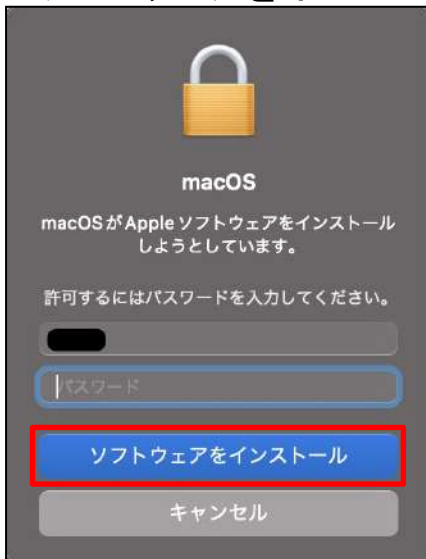 macOS
macOSがAppleソフトウェアをインストール
しようとしています。
許可するにはパスワードを入力してください。
パスワード
ソフトウェアをインストール
キャンセル